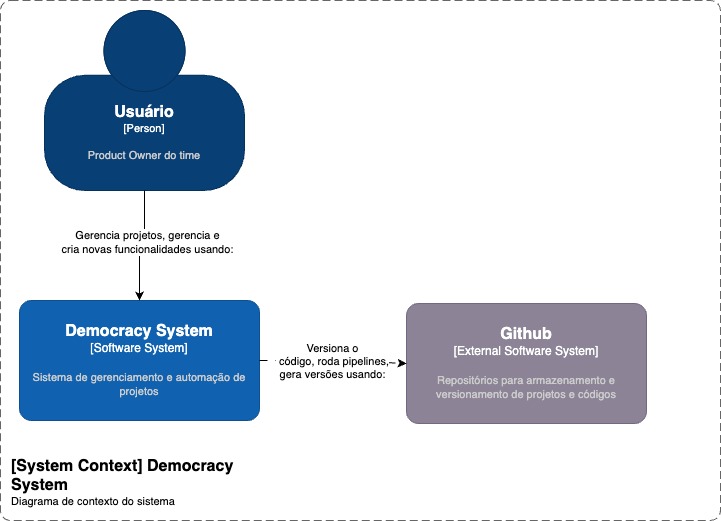 Usuário
[Person]
Product Owner do time
Gerencia projetos, gerencia e
cria novas funcionalidades usando:
Democracy System
[Software System]
Sistema de gerenciamento e automação de
projetos
Versiona o
código, roda pipelines,
gera versões usando:
Github
[External Software System]
Repositórios para armazenamento e
versionamento de projetos e códigos
[System Context] Democracy
System
Diagrama de contexto do sistema